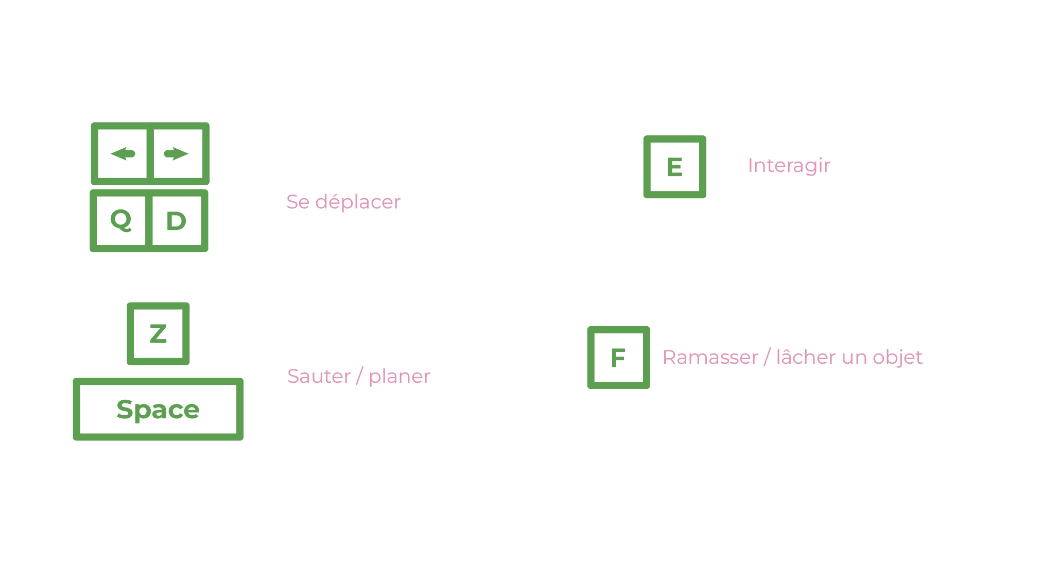 Q D
Se déplacer
Z
Space
Sauter / planer
E
Interagir
F
Ramasser / lâcher un objet